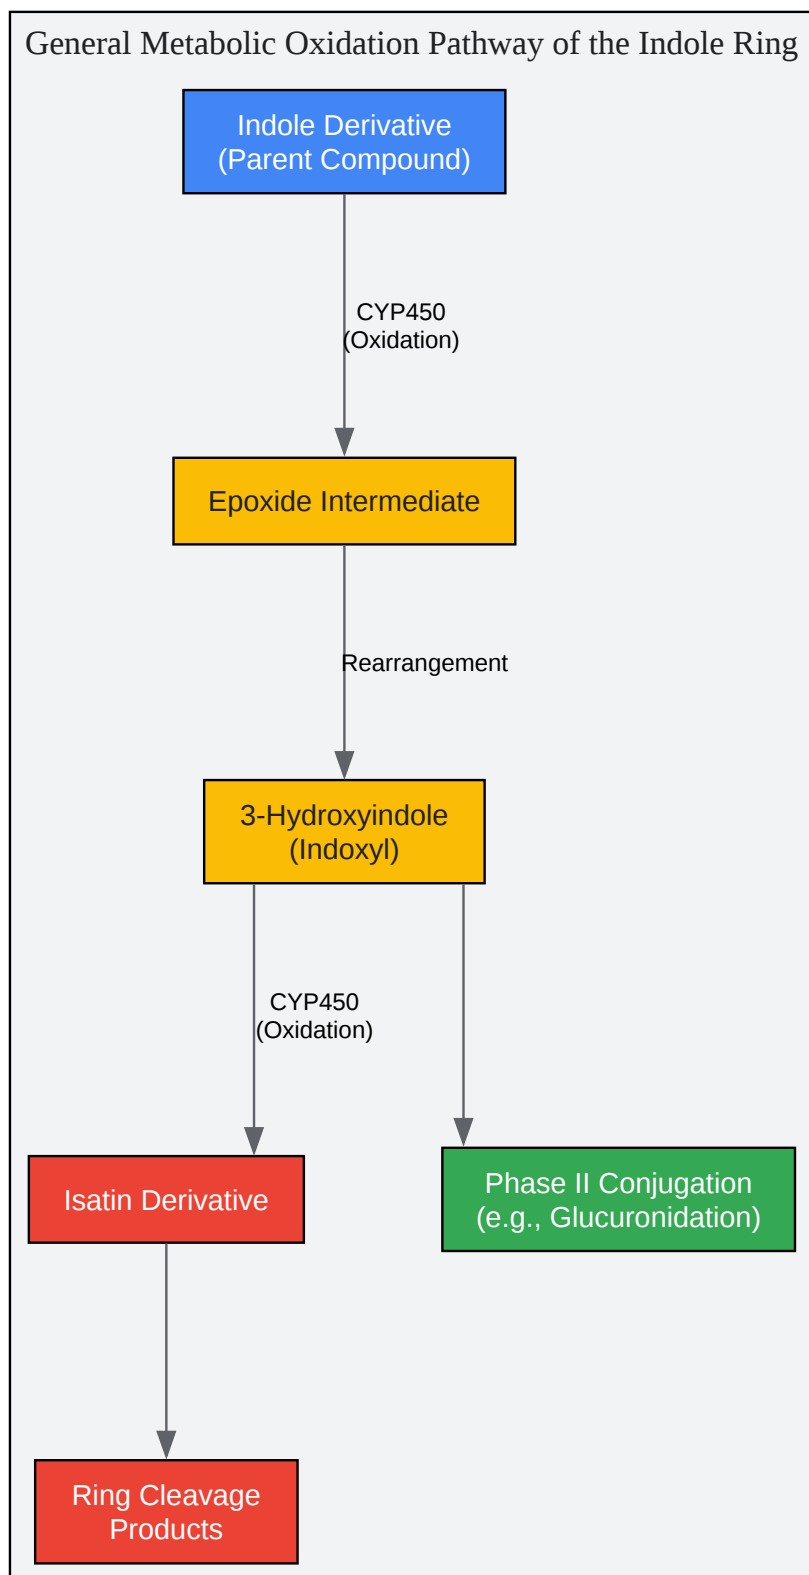 General Metabolic Oxidation Pathway of the Indole Ring
Indole Derivative
(Parent Compound)
CYP450
(Oxidation)
Epoxide Intermediate
Rearrangement
3-Hydroxyindole
(Indoxyl)
CYP450
(Oxidation)
Isatin Derivative
Phase II Conjugation
(e.g., Glucuronidation)
Ring Cleavage
Products